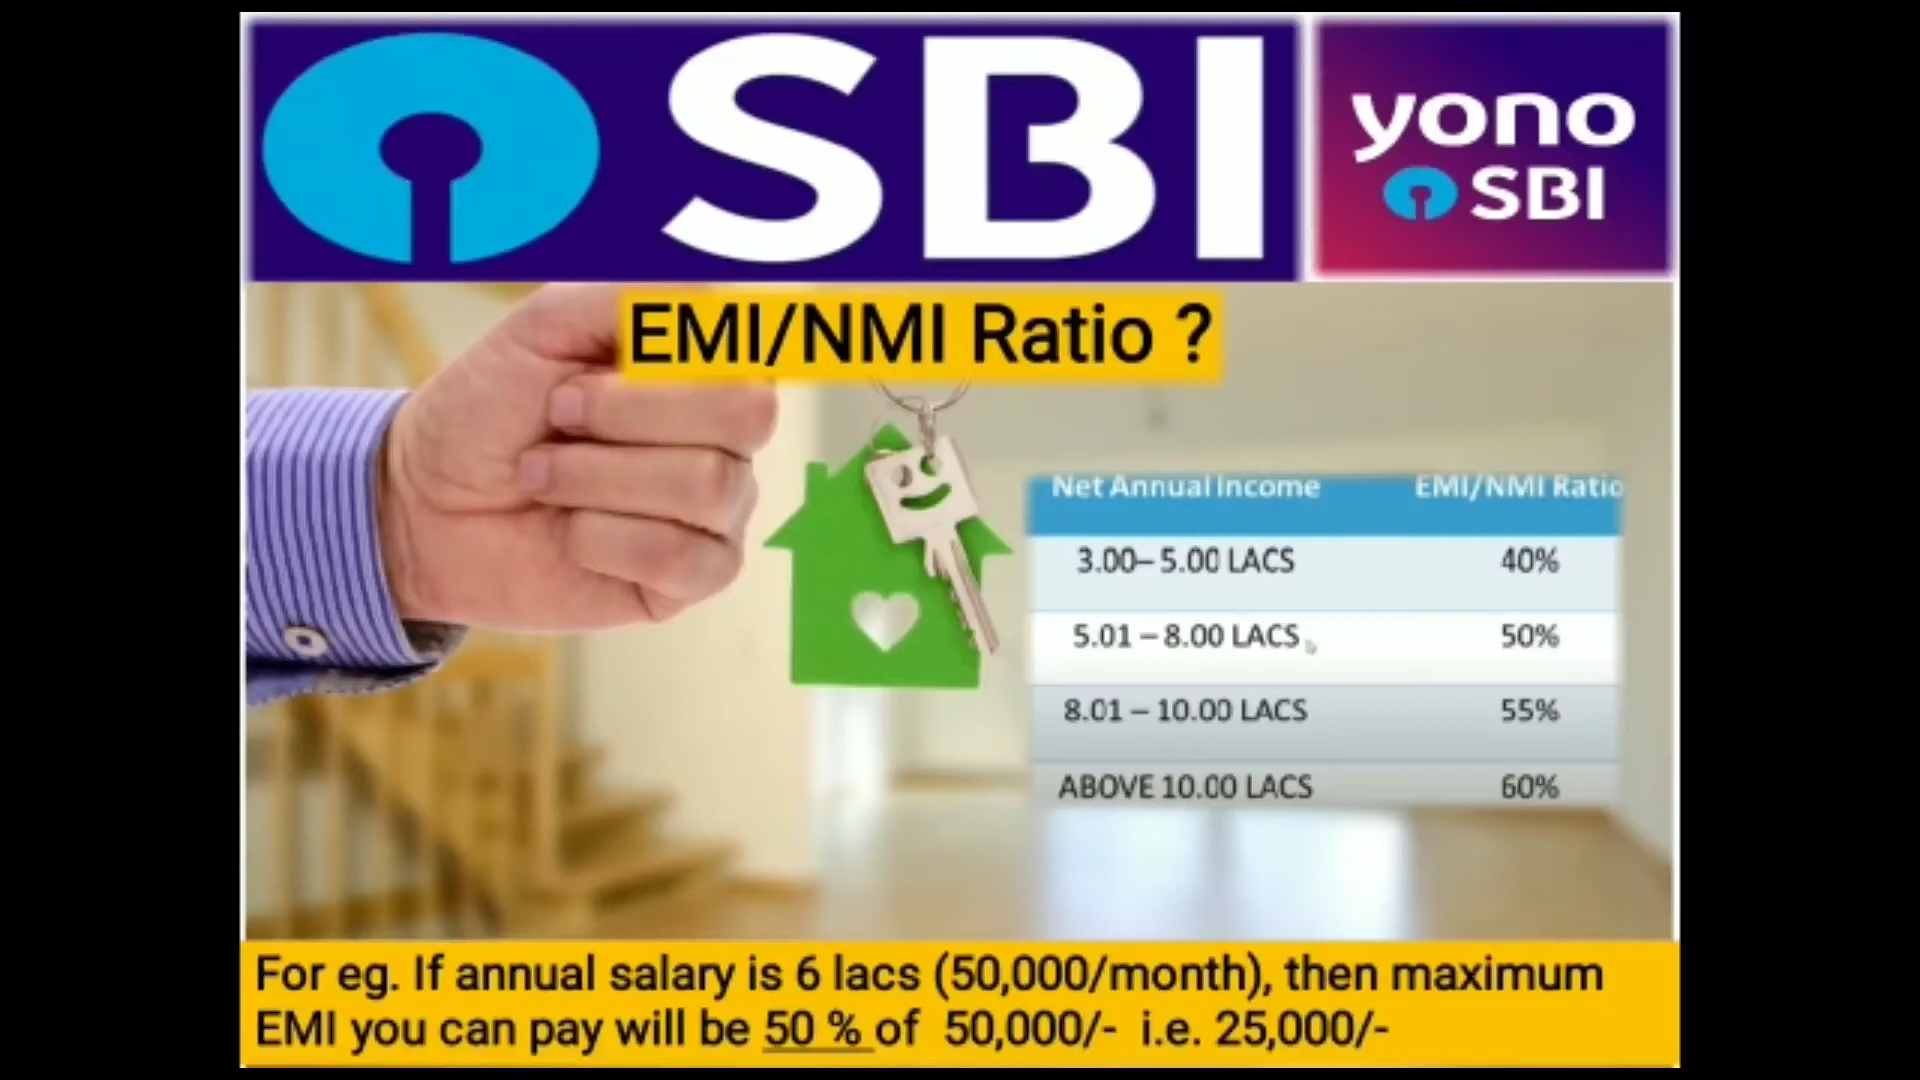 SBI
yono
SBI
EMI/NMI Ratio ?
Net Annual Income EMI/NMI Ratio
3.00– 5.00 LACS 40%
5.01 – 8.00 LACS 50%
8.01 – 10.00 LACS 55%
ABOVE 10.00 LACS 60%
For eg. If annual salary is 6 lacs (50,000/month), then maximum
EMI you can pay will be 50 % of 50,000/- i.e. 25,000/-